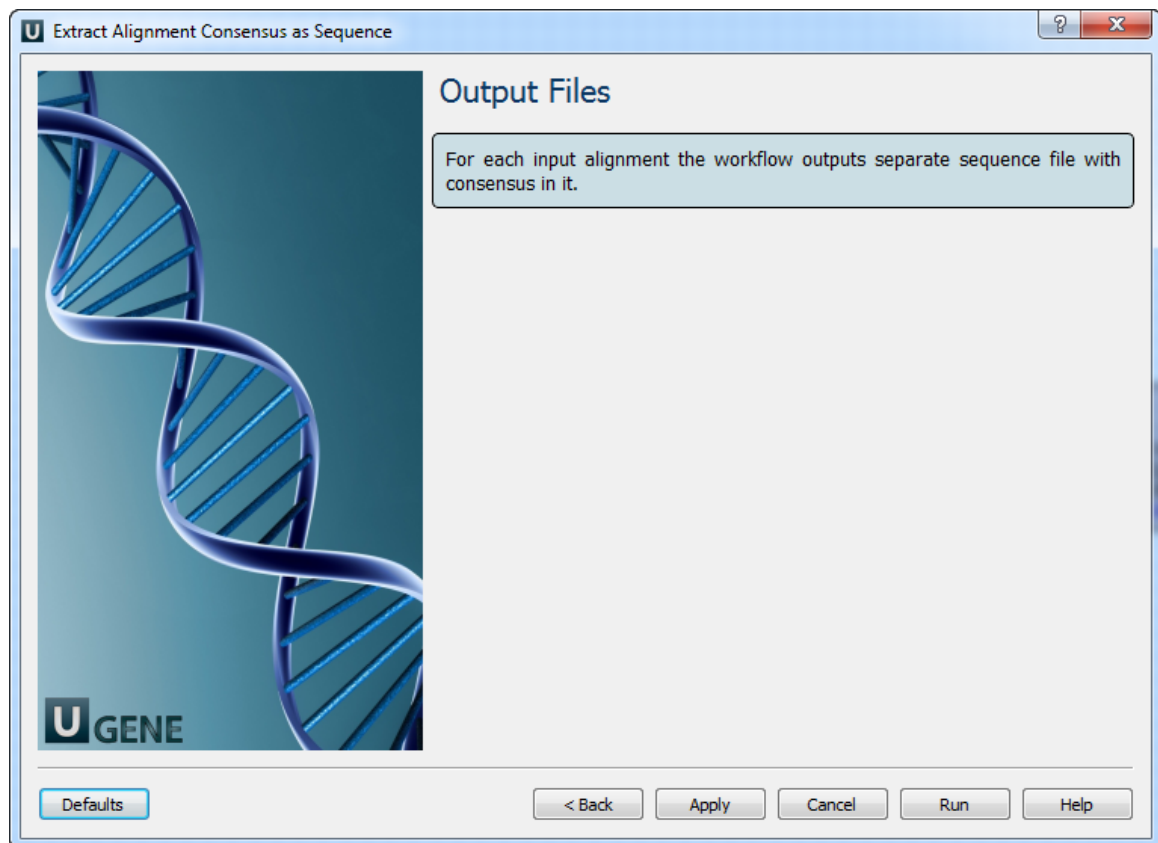 U Extract Alignment Consensus as Sequence
? X
Output Files
For each input alignment the workflow outputs separate sequence file with
consensus in it.
U GENE
Defaults
< Back
Apply
Cancel
Run
Help